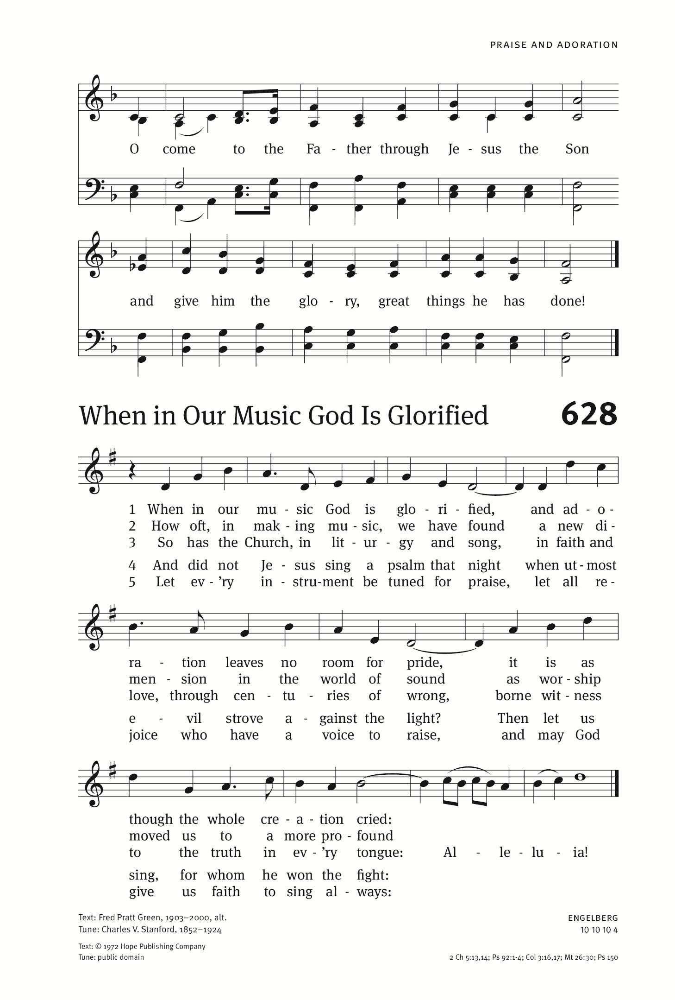 PRAISE AND ADORATION
O come to the Fa - ther through Je - sus the Son
and give him the glo - ry, great things he has done!
When in Our Music God Is Glorified 628
1 When in our mu - sic God is glo - ri - fied, and ad - o -
2 How oft, in mak - ing mu - sic, we have found a new di -
3 So has the Church, in lit - ur - gy and song, in faith and
4 And did not Je - sus sing a psalm that night when ut - most
5 Let ev - ’ry in - stru - ment be tuned for praise, let all re -
ra - tion leaves no room for pride, it is as
men - sion in the world of sound as wor - ship
love, through cen - tu - ries of wrong, borne wit - ness
e - vil strove a - gainst the light? Then let us
joice who have a voice to raise, and may God
though the whole cre - a - tion cried:
moved us to a more pro - found
to the truth in ev - ’ry tongue: Al - le - lu - ia!
sing, for whom he won the fight:
give us faith to sing al - ways:
Text: Fred Pratt Green, 1903–2000, alt. ENGELBERG
Tune: Charles V. Stanford, 1852–1924 10 10 10 4
Text: © 1972 Hope Publishing Company
Tune: public domain 2 Ch 5:13,14; Ps 92:1-4; Col 3:16,17; Mt 26:30; Ps 150